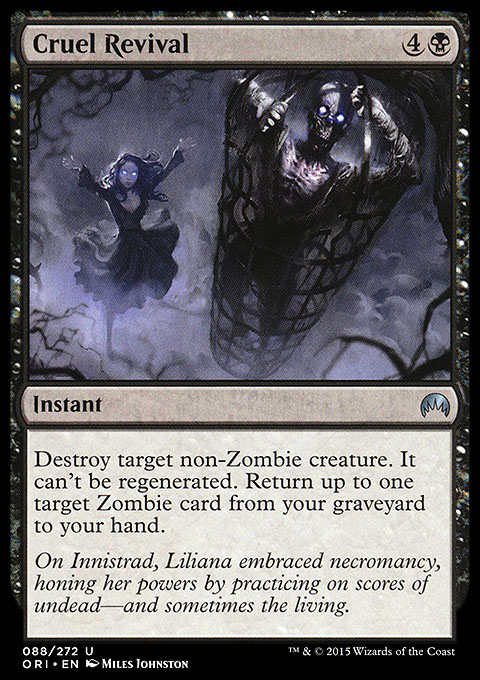 Cruel Revival 4
Instant
Destroy target non-Zombie creature. It
can't be regenerated. Return up to one
target Zombie card from your graveyard
to your hand.
On Innistrad, Liliana embraced necromancy,
honing her powers by practicing on scores of
undead—and sometimes the living.
088/272 U
ORI • EN Miles Johnston
™ & © 2015 Wizards of the Coast